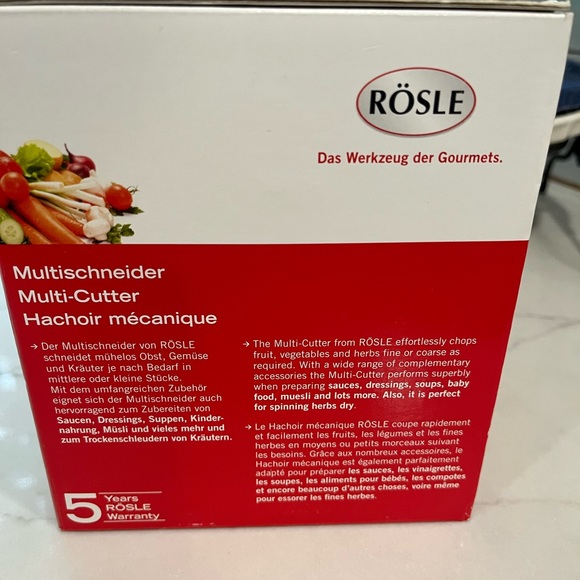 RÖSLE
Das Werkzeug der Gourmets.
Multischneider
Multi-Cutter
Hachoir mécanique
→ Der Multischneider von RÖSLE
schneidet mühelos Obst, Gemüse
und Kräuter je nach Bedarf in
mittlere oder kleine Stücke.
Mit dem umfangreichen Zubehör
eignet sich der Multischneider auch
hervorragend zum Zubereiten von
Saucen, Dressings, Suppen, Kinder-
nahrung, Müsli und vieles mehr und
zum Trockenschleudern von Kräutern.
→ The Multi-Cutter from RÖSLE effortlessly chops
fruit, vegetables and herbs fine or coarse as
required. With a wide range of complementary
accessories the Multi-Cutter performs superbly
when preparing sauces, dressings, soups, baby
food, muesli and lots more. Also, it is perfect
for spinning herbs dry.
→ Le Hachoir mécanique RÖSLE coupe rapidement
et facilement les fruits, les légumes et les fines
herbes en moyens ou petits morceaux suivant
les besoins. Grâce aux nombreux accessoires, le
Hachoir mécanique est également parfaitement
adapté pour préparer les sauces, les vinaigrettes,
les soupes, les aliments pour bébés, les compotes
et encore beaucoup d'autres choses, voire même
pour essorer les fines herbes.
5 Years
RÖSLE
Warranty